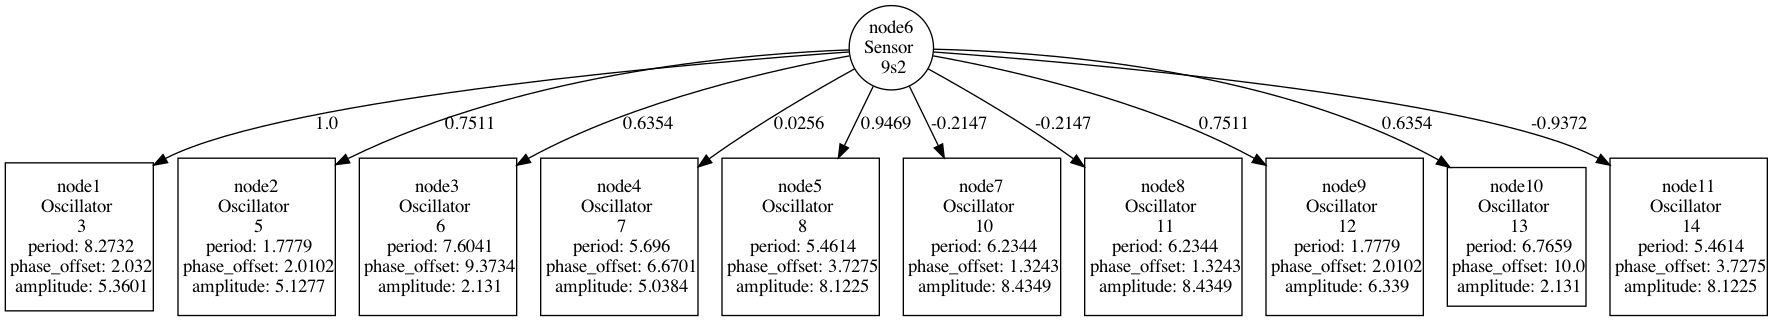 node6
Sensor
9s2
1.0
0.7511
0.6354
0.0256
0.9469
-0.2147
-0.2147
0.7511
0.6354
-0.9372
node1
Oscillator
3
period: 8.2732
phase_offset: 2.032
amplitude: 5.3601
node2
Oscillator
5
period: 1.7779
phase_offset: 2.0102
amplitude: 5.1277
node3
Oscillator
6
period: 7.6041
phase_offset: 9.3734
amplitude: 2.131
node4
Oscillator
7
period: 5.696
phase_offset: 6.6701
amplitude: 5.0384
node5
Oscillator
8
period: 5.4614
phase_offset: 3.7275
amplitude: 8.1225
node7
Oscillator
10
period: 6.2344
phase_offset: 1.3243
amplitude: 8.4349
node8
Oscillator
11
period: 6.2344
phase_offset: 1.3243
amplitude: 8.4349
node9
Oscillator
12
period: 1.7779
phase_offset: 2.0102
amplitude: 6.339
node10
Oscillator
13
period: 6.7659
phase_offset: 10.0
amplitude: 2.131
node11
Oscillator
14
period: 5.4614
phase_offset: 3.7275
amplitude: 8.1225